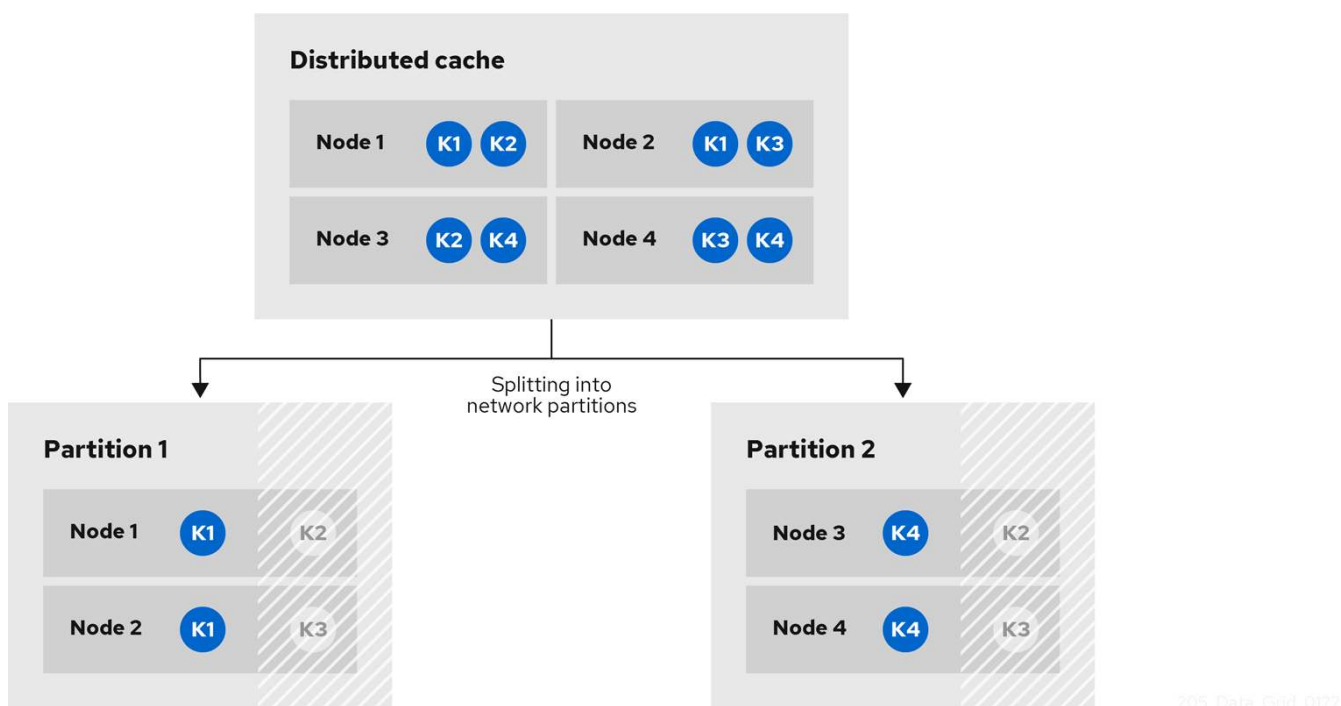 Distributed cache
Node 1 K1 K2 Node 2 K1 K3
Node 3 K2 K4 Node 4 K3 K4
Splitting into
network partitions
Partition 1 Partition 2
Node 1 K1 K2 Node 3 K4 K2
Node 2 K1 K3 Node 4 K4 K3
205_Data_Grid_0122